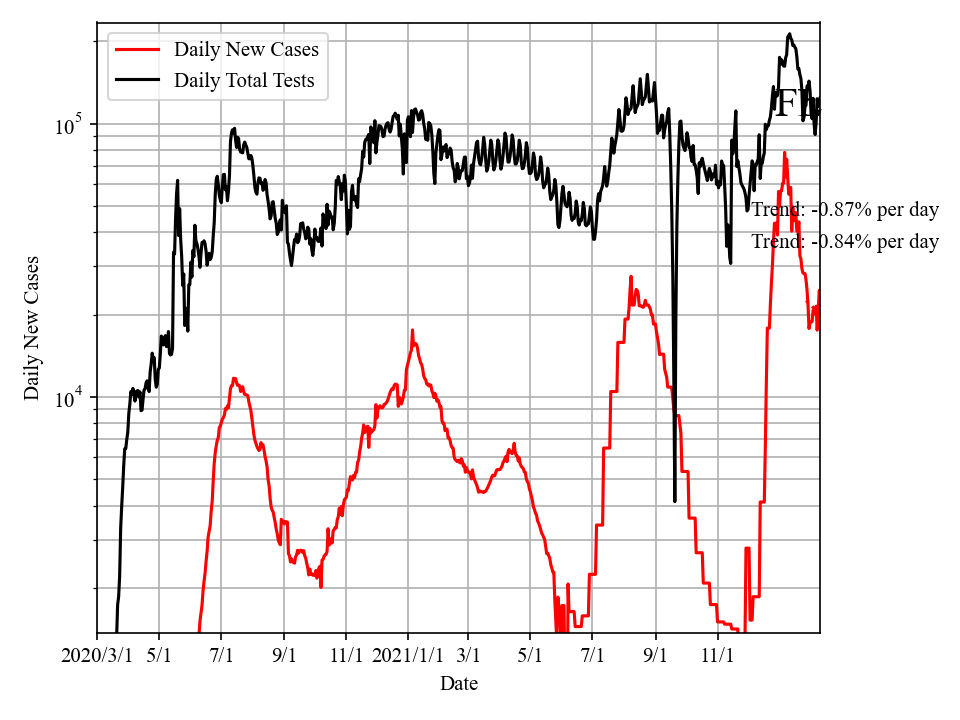 Daily New Cases
Daily Total Tests
FL
Trend: -0.87% per day
Trend: -0.84% per day
10^5
10^4
Daily New Cases
2020/3/1 5/1 7/1 9/1 11/1 2021/1/1 3/1 5/1 7/1 9/1 11/1
Date